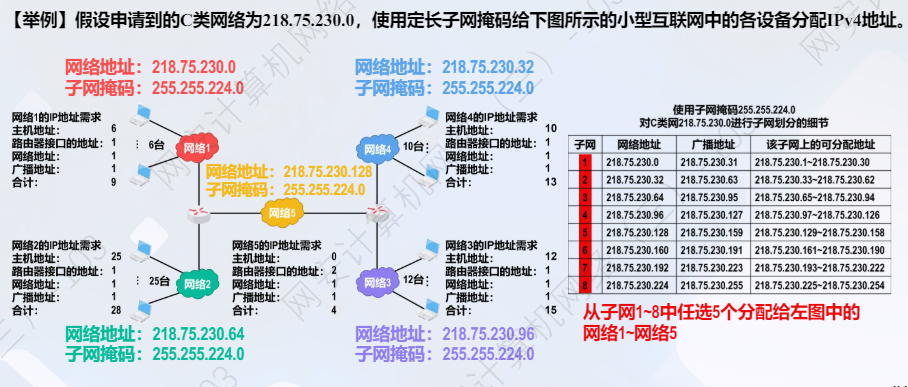 【举例】假设申请到的C类网络为218.75.230.0，使用定长子网掩码给下图所示的小型互联网中的各设备分配IPv4地址。
网络地址：218.75.230.0
子网掩码：255.255.224.0
网络地址：218.75.230.32
子网掩码：255.255.224.0
网络1的IP地址需求
主机地址： 6
路由器接口的地址： 1
网络地址： 1
广播地址： 1
合计： 9
6台
网络1
网络4
10台
网络4的IP地址需求
主机地址： 10
路由器接口的地址： 1
网络地址： 1
广播地址： 1
合计： 13
网络地址：218.75.230.128
子网掩码：255.255.224.0
网络5
网络2的IP地址需求
主机地址： 25
路由器接口的地址： 1
网络地址： 1
广播地址： 1
合计： 28
25台
网络2
网络5的IP地址需求
主机地址： 0
路由器接口的地址： 2
网络地址： 1
广播地址： 1
合计： 4
网络3
12台
网络3的IP地址需求
主机地址： 12
路由器接口的地址： 1
网络地址： 1
广播地址： 1
合计： 15
网络地址：218.75.230.64
子网掩码：255.255.224.0
网络地址：218.75.230.96
子网掩码：255.255.224.0
使用子网掩码255.255.224.0
对C类网218.75.230.0进行子网划分的细节
子网 网络地址 广播地址 该子网上的可分配地址
1 218.75.230.0 218.75.230.31 218.75.230.1~218.75.230.30
2 218.75.230.32 218.75.230.63 218.75.230.33~218.75.230.62
3 218.75.230.64 218.75.230.95 218.75.230.65~218.75.230.94
4 218.75.230.96 218.75.230.127 218.75.230.97~218.75.230.126
5 218.75.230.128 218.75.230.159 218.75.230.129~218.75.230.158
6 218.75.230.160 218.75.230.191 218.75.230.161~218.75.230.190
7 218.75.230.192 218.75.230.223 218.75.230.193~218.75.230.222
8 218.75.230.224 218.75.230.255 218.75.230.225~218.75.230.254
从子网1~8中任选5个分配给左图中的
网络1~网络5